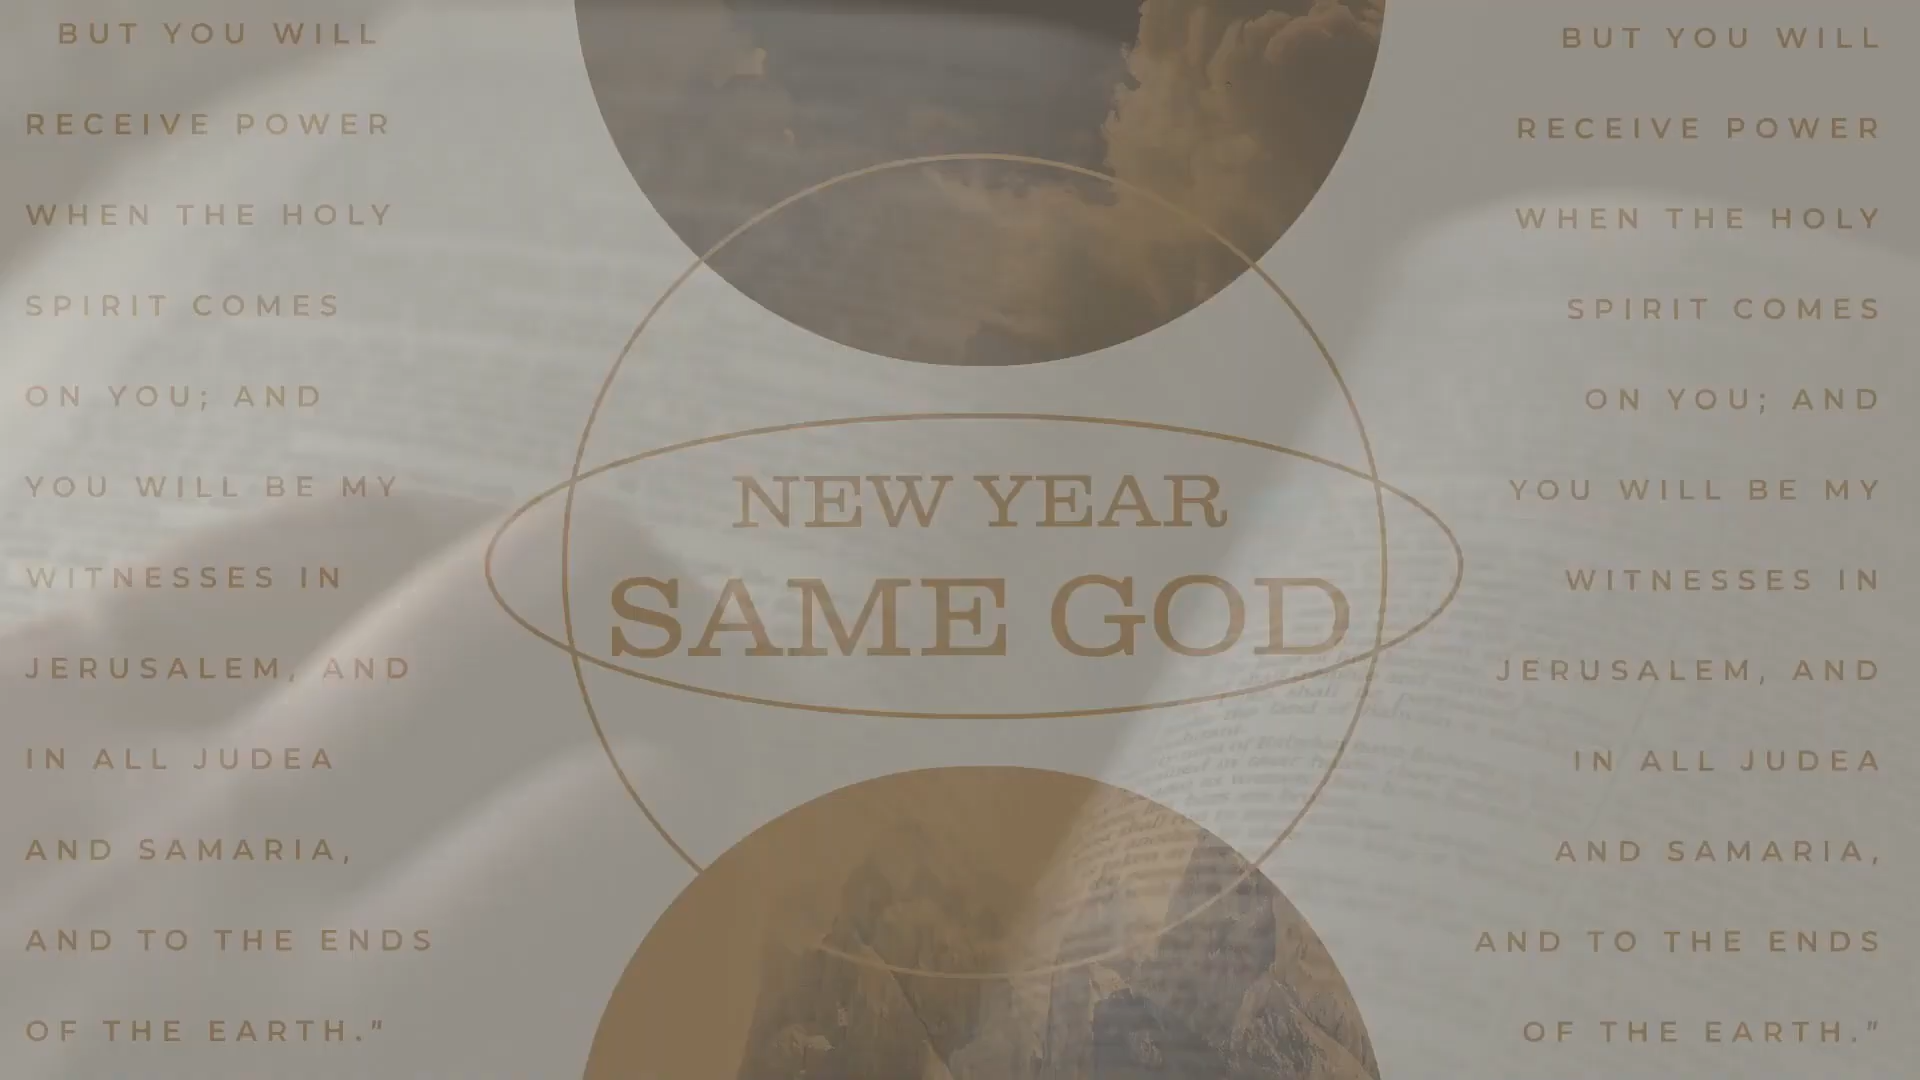 BUT YOU WILL
RECEIVE POWER
WHEN THE HOLY
SPIRIT COMES
ON YOU; AND
YOU WILL BE MY
WITNESSES IN
JERUSALEM, AND
IN ALL JUDEA
AND SAMARIA,
AND TO THE ENDS
OF THE EARTH."
NEW YEAR
SAME GOD
BUT YOU WILL
RECEIVE POWER
WHEN THE HOLY
SPIRIT COMES
ON YOU; AND
YOU WILL BE MY
WITNESSES IN
JERUSALEM, AND
IN ALL JUDEA
AND SAMARIA,
AND TO THE ENDS
OF THE EARTH."